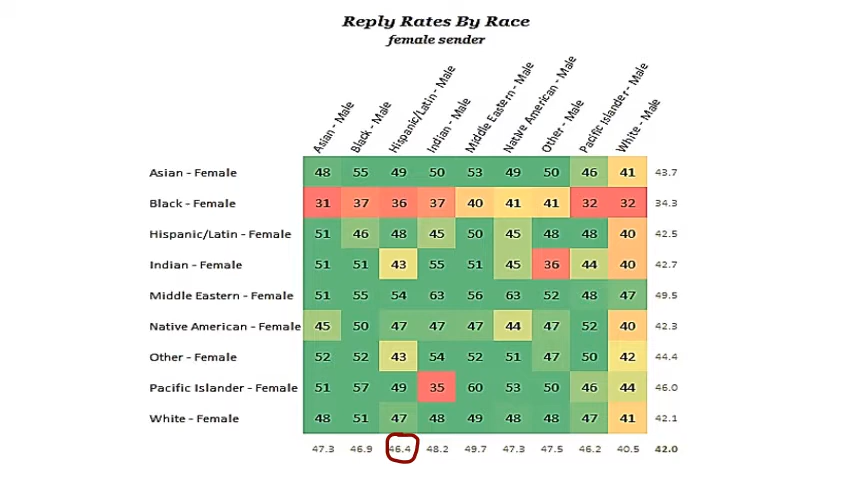 Reply Rates By Race
female sender
Asian - Male Black - Male Hispanic/Latin - Male Indian - Male Middle Eastern - Male Native American - Male Other - Male Pacific Islander - Male White - Male
Asian - Female 48 55 49 50 53 49 50 46 41 43.7
Black - Female 31 37 36 37 40 41 41 32 32 34.3
Hispanic/Latin - Female 51 46 48 45 50 45 48 48 40 42.5
Indian - Female 51 51 43 55 51 45 36 44 40 42.7
Middle Eastern - Female 51 55 54 63 56 63 52 48 47 49.5
Native American - Female 45 50 47 47 47 44 47 52 40 42.3
Other - Female 52 52 43 54 52 51 47 50 42 44.4
Pacific Islander - Female 51 57 49 35 60 53 50 46 44 46.0
White - Female 48 51 47 48 49 48 48 47 41 42.1
47.3 46.9 46.4 48.2 49.7 47.3 47.5 46.2 40.5 42.0